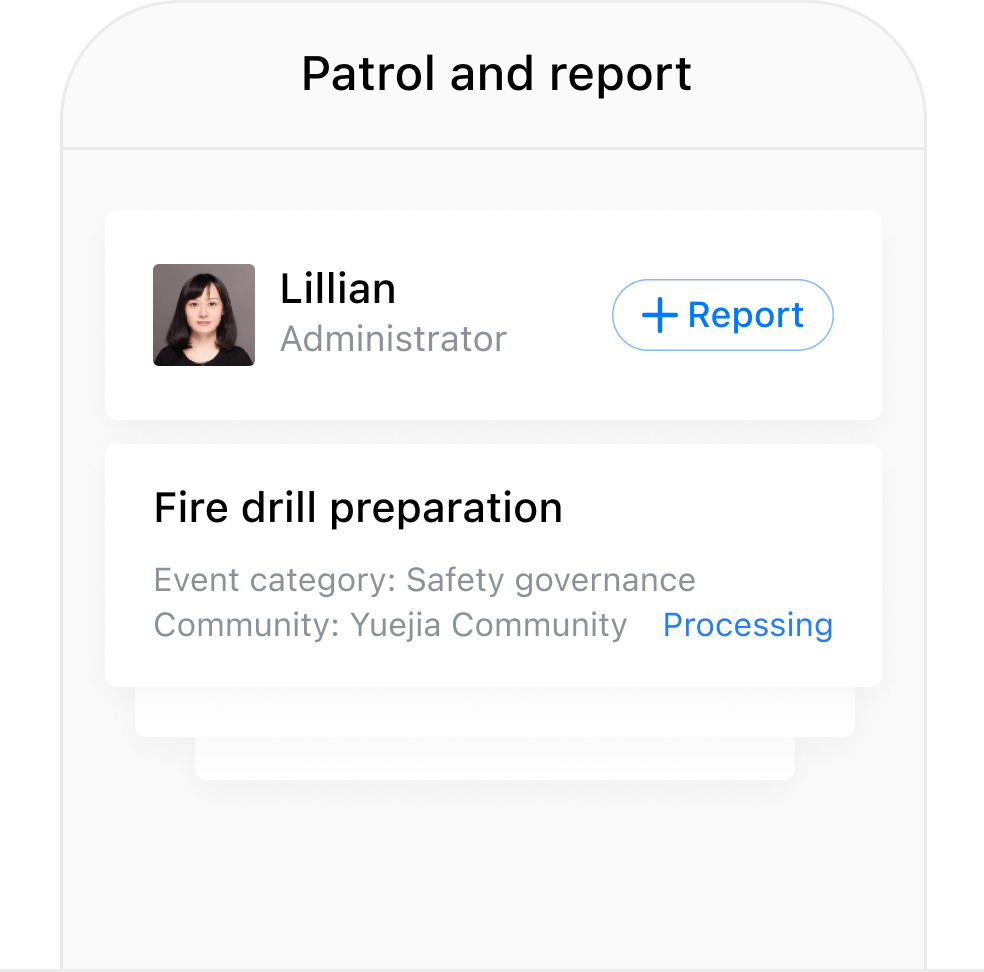 Patrol and report
Lillian
Administrator
+ Report
Fire drill preparation
Event category: Safety governance
Community: Yuejia Community Processing